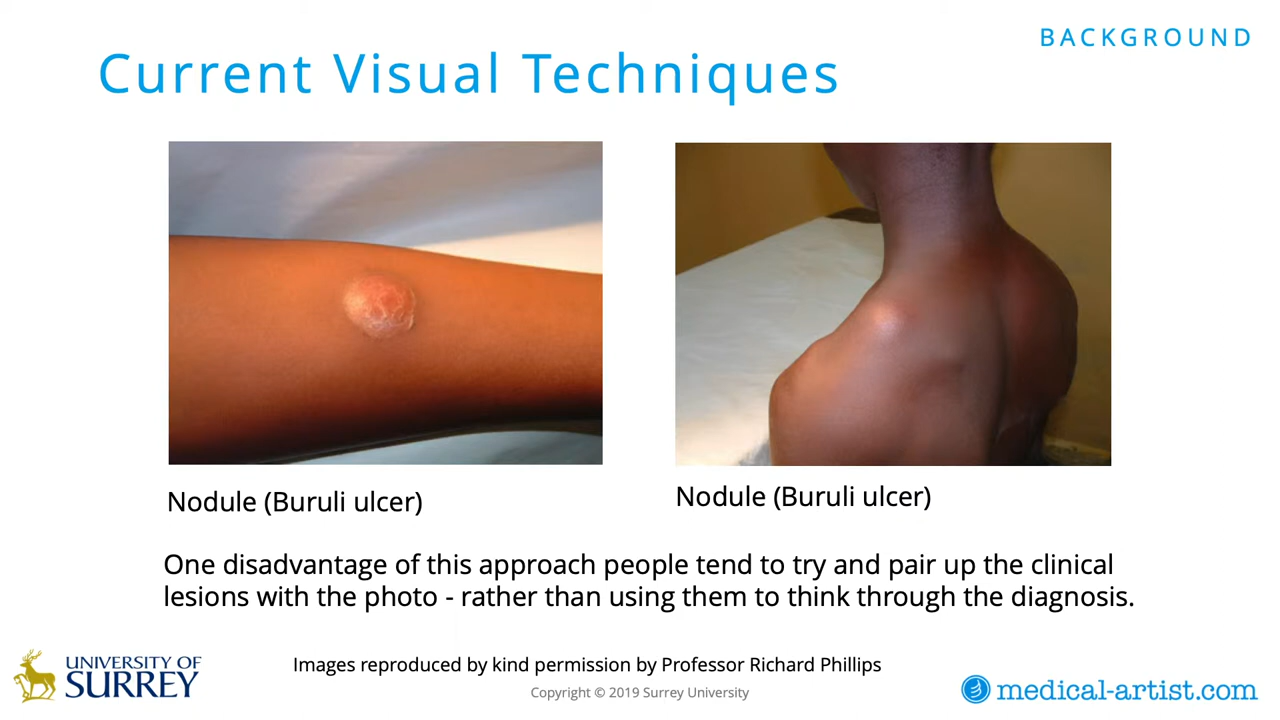 BACKGROUND
Current Visual Techniques
Nodule (Buruli ulcer)
Nodule (Buruli ulcer)
One disadvantage of this approach people tend to try and pair up the clinical
lesions with the photo - rather than using them to think through the diagnosis.
UNIVERSITY OF
SURREY
Images reproduced by kind permission by Professor Richard Phillips
Copyright © 2019 Surrey University
medical-artist.com